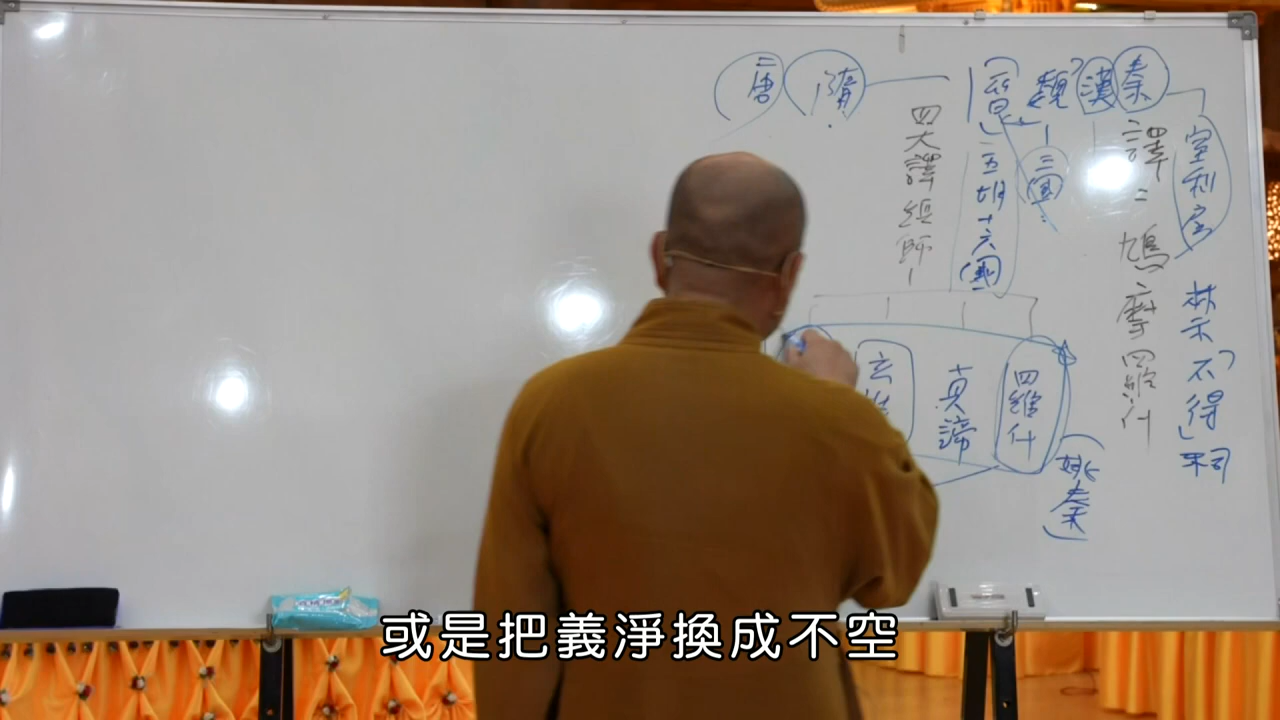 秦
漢
魏
三國
(晉)
五胡十六(國)
隋
唐
室利房
禁不「得」祠
譯:鳩摩羅什
四大譯經師
羅什
(姚秦)
真諦
玄
或是把義淨換成不空